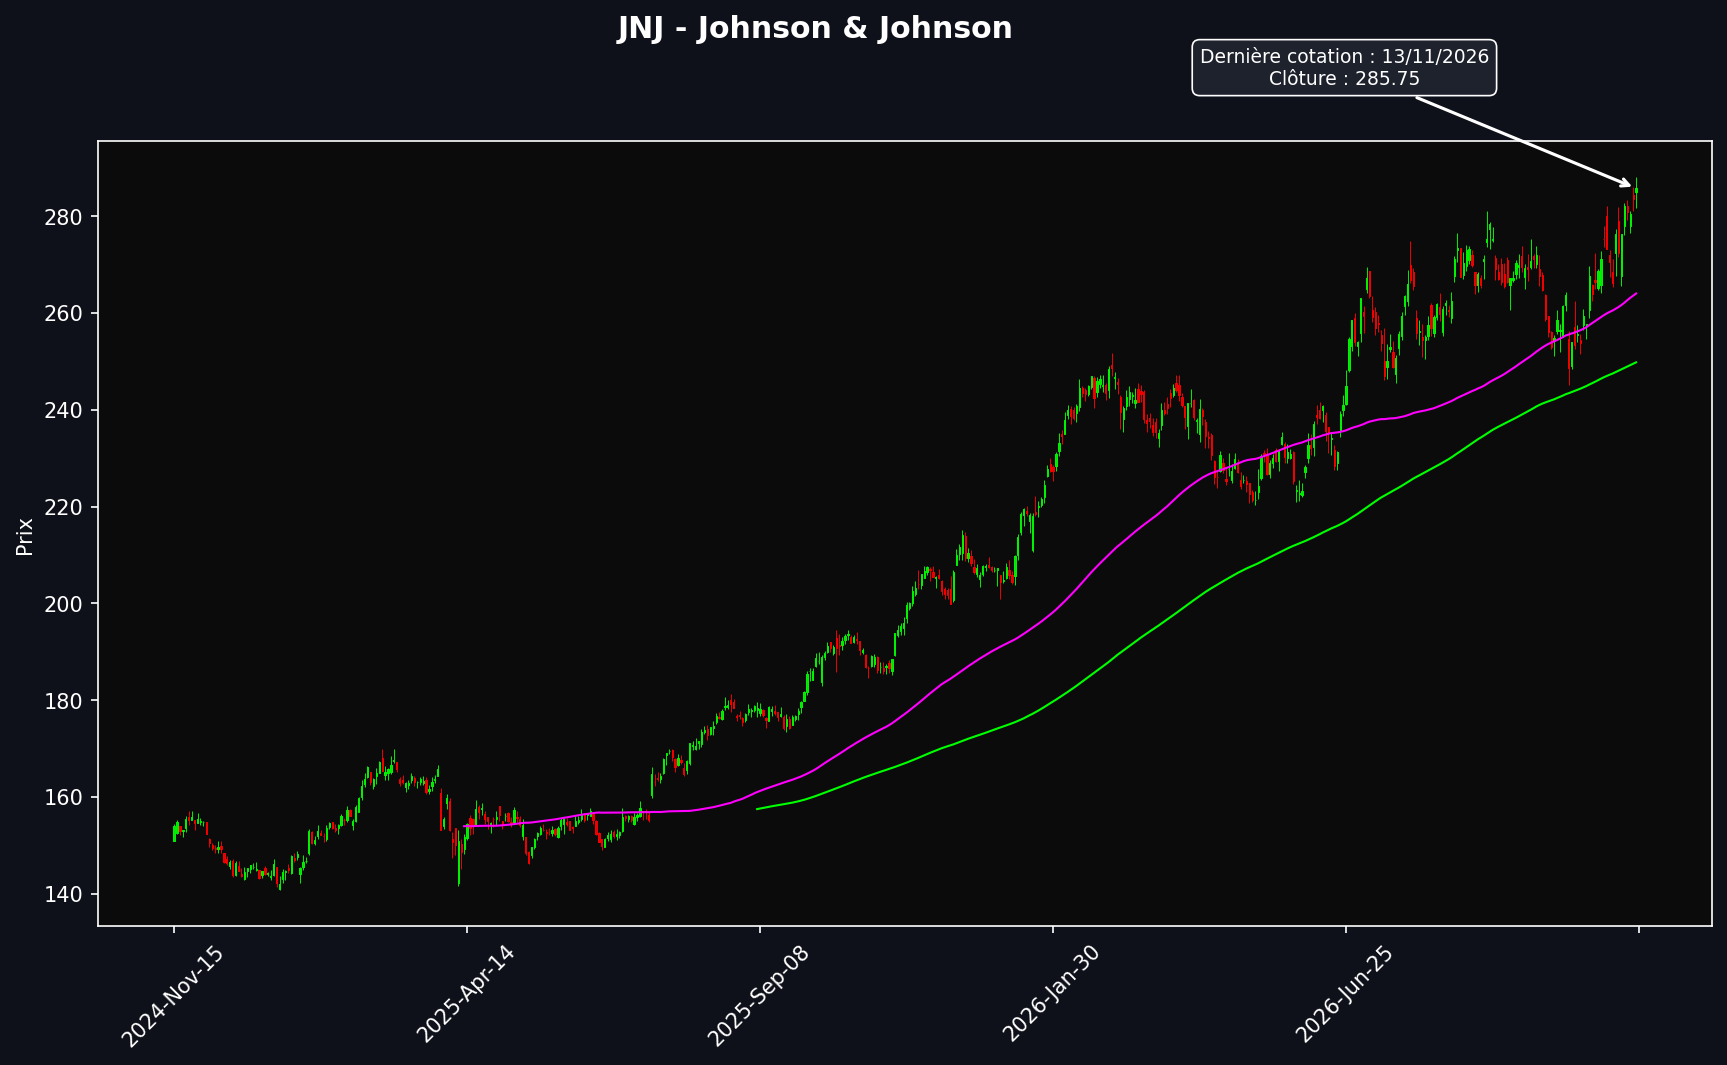 JNJ - Johnson & Johnson
Dernière cotation : 13/11/2026
Clôture : 285.75
Prix
280
260
240
220
200
180
160
140
2024-Nov-15
2025-Apr-14
2025-Sep-08
2026-Jan-30
2026-Jun-25